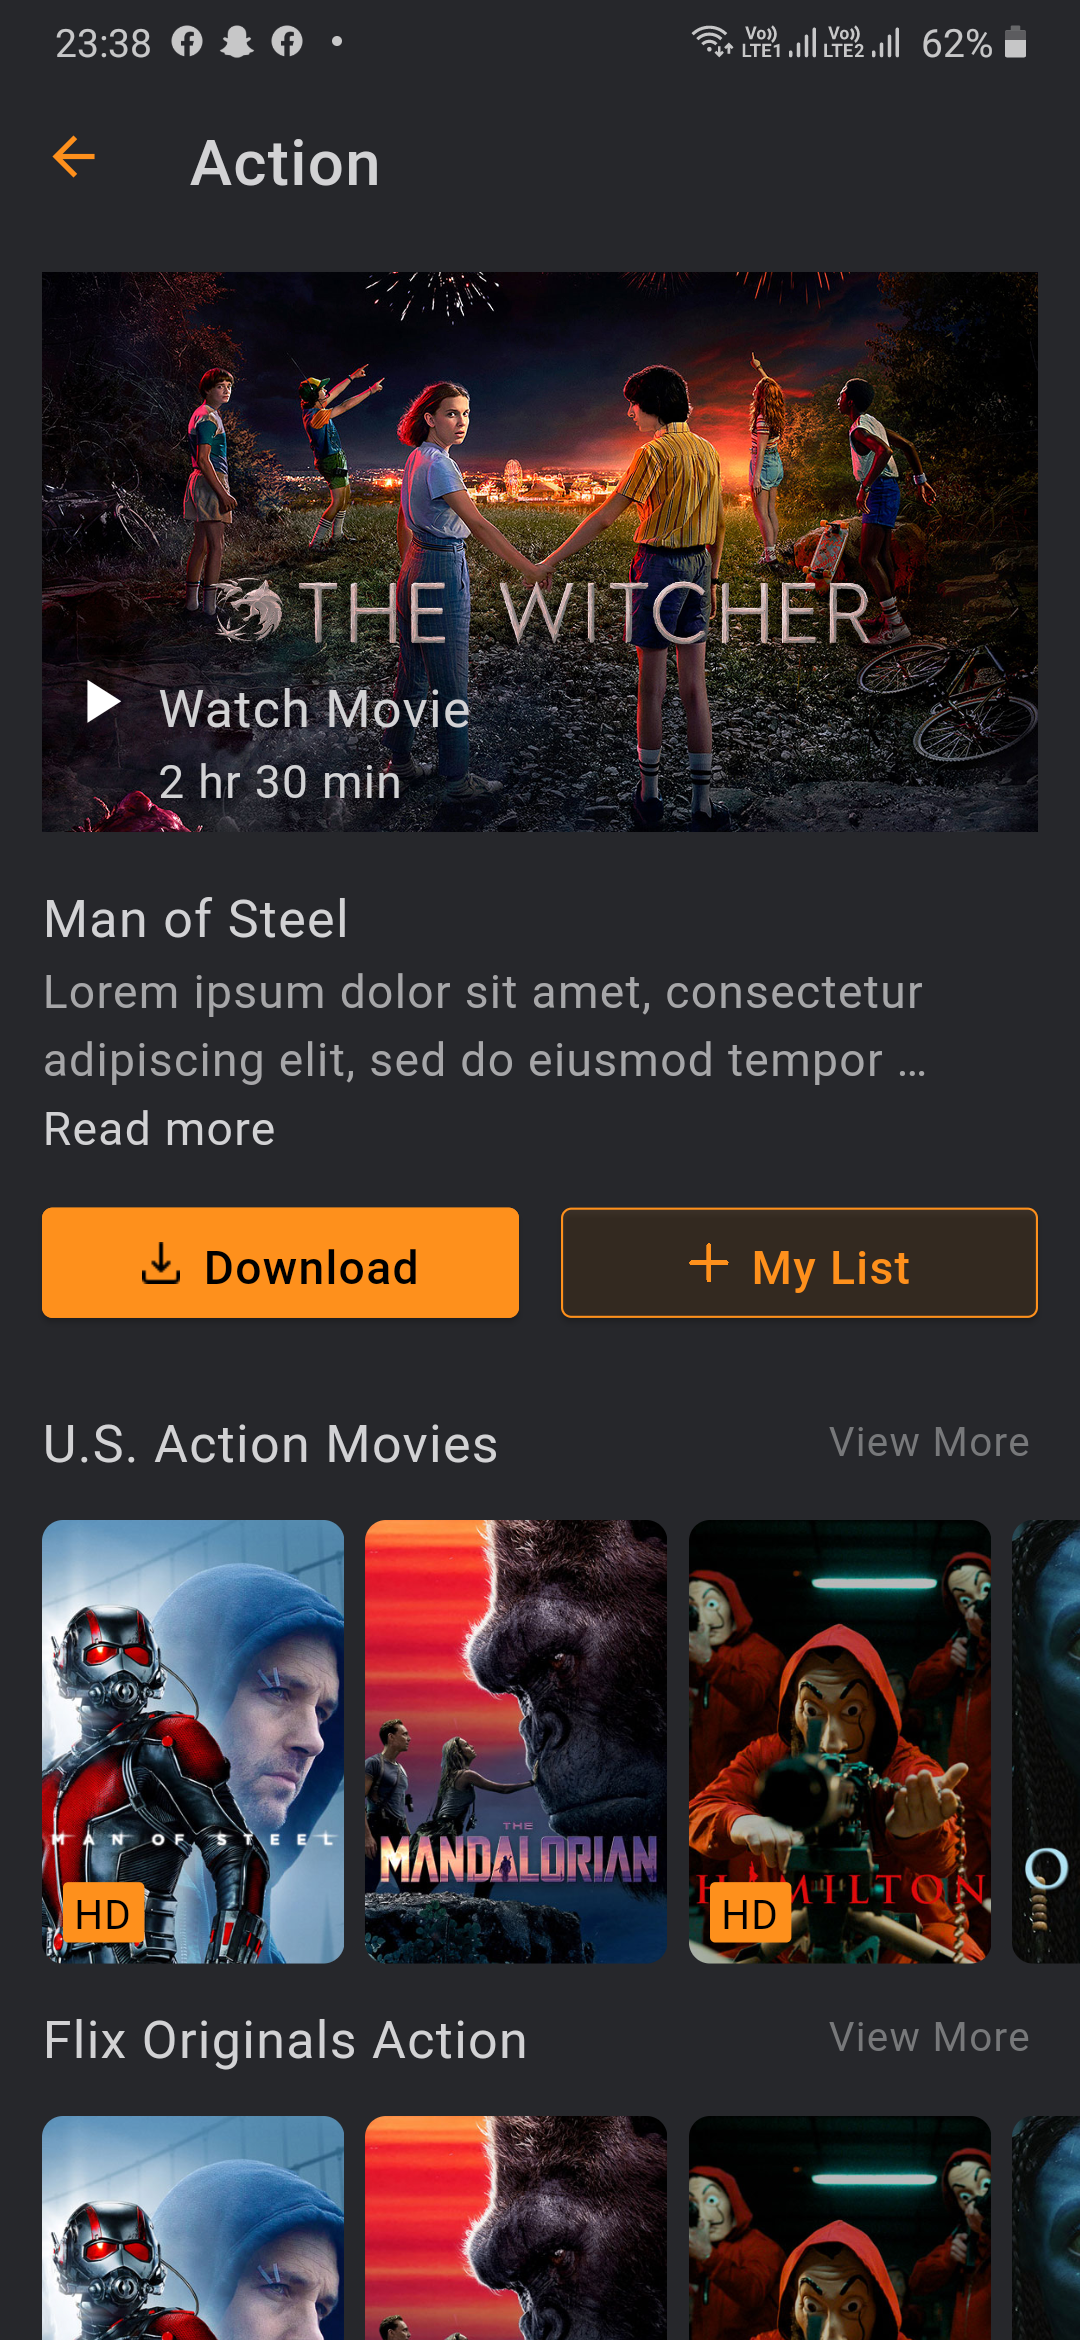 23:38
Vo)) LTE1 Vo)) LTE2 62%
Action
THE WITCHER
Watch Movie
2 hr 30 min
Man of Steel
Lorem ipsum dolor sit amet, consectetur
adipiscing elit, sed do eiusmod tempor ...
Read more
Download
My List
U.S. Action Movies
View More
MAN OF STEEL
HD
THE
MANDALORIAN
HAMILTON
HD
O
Flix Originals Action
View More